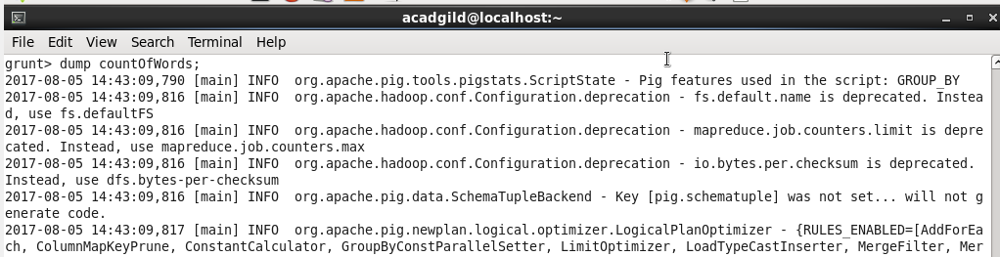 acadgild@localhost:~
File Edit View Search Terminal Help
grunt> dump countOfWords;
2017-08-05 14:43:09,790 [main] INFO  org.apache.pig.tools.pigstats.ScriptState - Pig features used in the script: GROUP_BY
2017-08-05 14:43:09,816 [main] INFO  org.apache.hadoop.conf.Configuration.deprecation - fs.default.name is deprecated. Instea
d, use fs.defaultFS
2017-08-05 14:43:09,816 [main] INFO  org.apache.hadoop.conf.Configuration.deprecation - mapreduce.job.counters.limit is depre
cated. Instead, use mapreduce.job.counters.max
2017-08-05 14:43:09,816 [main] INFO  org.apache.hadoop.conf.Configuration.deprecation - io.bytes.per.checksum is deprecated.
Instead, use dfs.bytes-per-checksum
2017-08-05 14:43:09,816 [main] INFO  org.apache.pig.data.SchemaTupleBackend - Key [pig.schematuple] was not set... will not g
enerate code.
2017-08-05 14:43:09,817 [main] INFO  org.apache.pig.newplan.logical.optimizer.LogicalPlanOptimizer - {RULES_ENABLED=[AddForEa
ch, ColumnMapKeyPrune, ConstantCalculator, GroupByConstParallelSetter, LimitOptimizer, LoadTypeCastInserter, MergeFilter, Mer